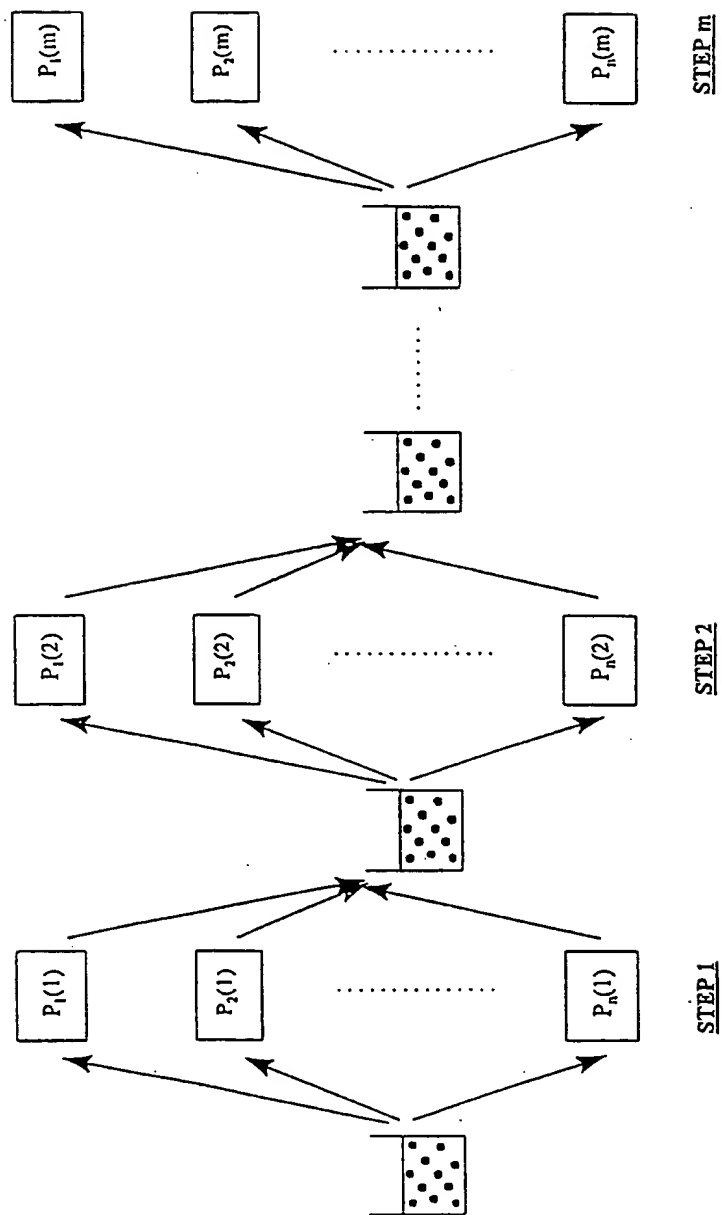 P₁(1)
P₂(1)
Pₙ(1)
STEP 1
P₁(2)
P₂(2)
Pₙ(2)
STEP 2
P₁(m)
P₂(m)
Pₙ(m)
STEP m